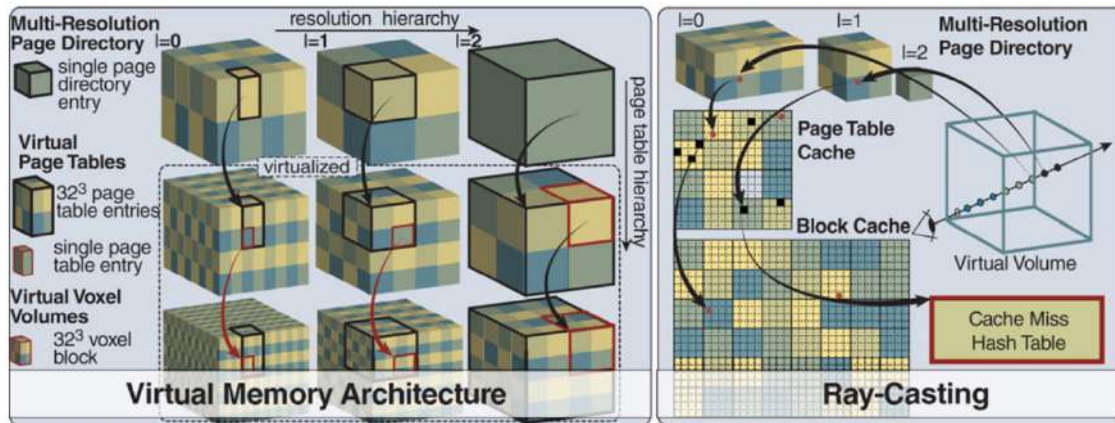 Multi-Resolution
Page Directory
single page
directory
entry
Virtual
Page Tables
32³ page
table entries
single page
table entry
Virtual Voxel
Volumes
32³ voxel
block
resolution hierarchy
l=0
l=1
l=2
page table hierarchy
virtualized
Virtual Memory Architecture
l=0
l=1
l=2
Multi-Resolution
Page Directory
Page Table
Cache
Block Cache
Virtual Volume
Cache Miss
Hash Table
Ray-Casting